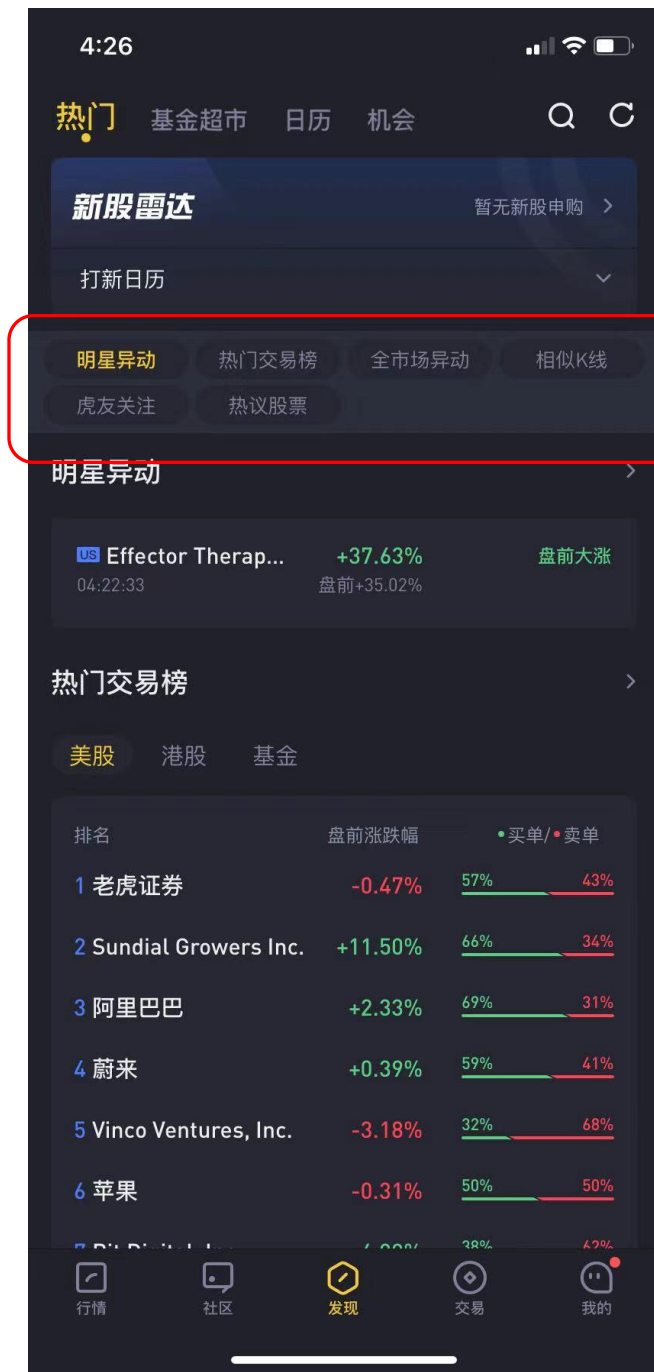 4:26
热门 基金超市 日历 机会
新股雷达 暂无新股申购
打新日历
明星异动 热门交易榜 全市场异动 相似K线
虎友关注 热议股票
明星异动
US Effector Therap... +37.63% 盘前大涨
04:22:33 盘前+35.02%
热门交易榜
美股 港股 基金
排名 盘前涨跌幅 •买单/•卖单
1 老虎证券 -0.47% 57% 43%
2 Sundial Growers Inc. +11.50% 66% 34%
3 阿里巴巴 +2.33% 69% 31%
4 蔚来 +0.39% 59% 41%
5 Vinco Ventures, Inc. -3.18% 32% 68%
6 苹果 -0.31% 50% 50%
38% 62%
行情 社区 发现 交易 我的